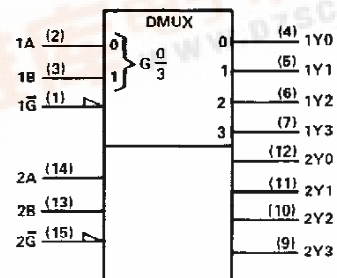 DMUX
1A (2) 0 0 (4) 1Y0
1B (3) 1 G 0/3 1 (5) 1Y1
1G̅ (1) 2 (6) 1Y2
3 (7) 1Y3
(12) 2Y0
2A (14) (11) 2Y1
2B (13) (10) 2Y2
2G̅ (15) (9) 2Y3